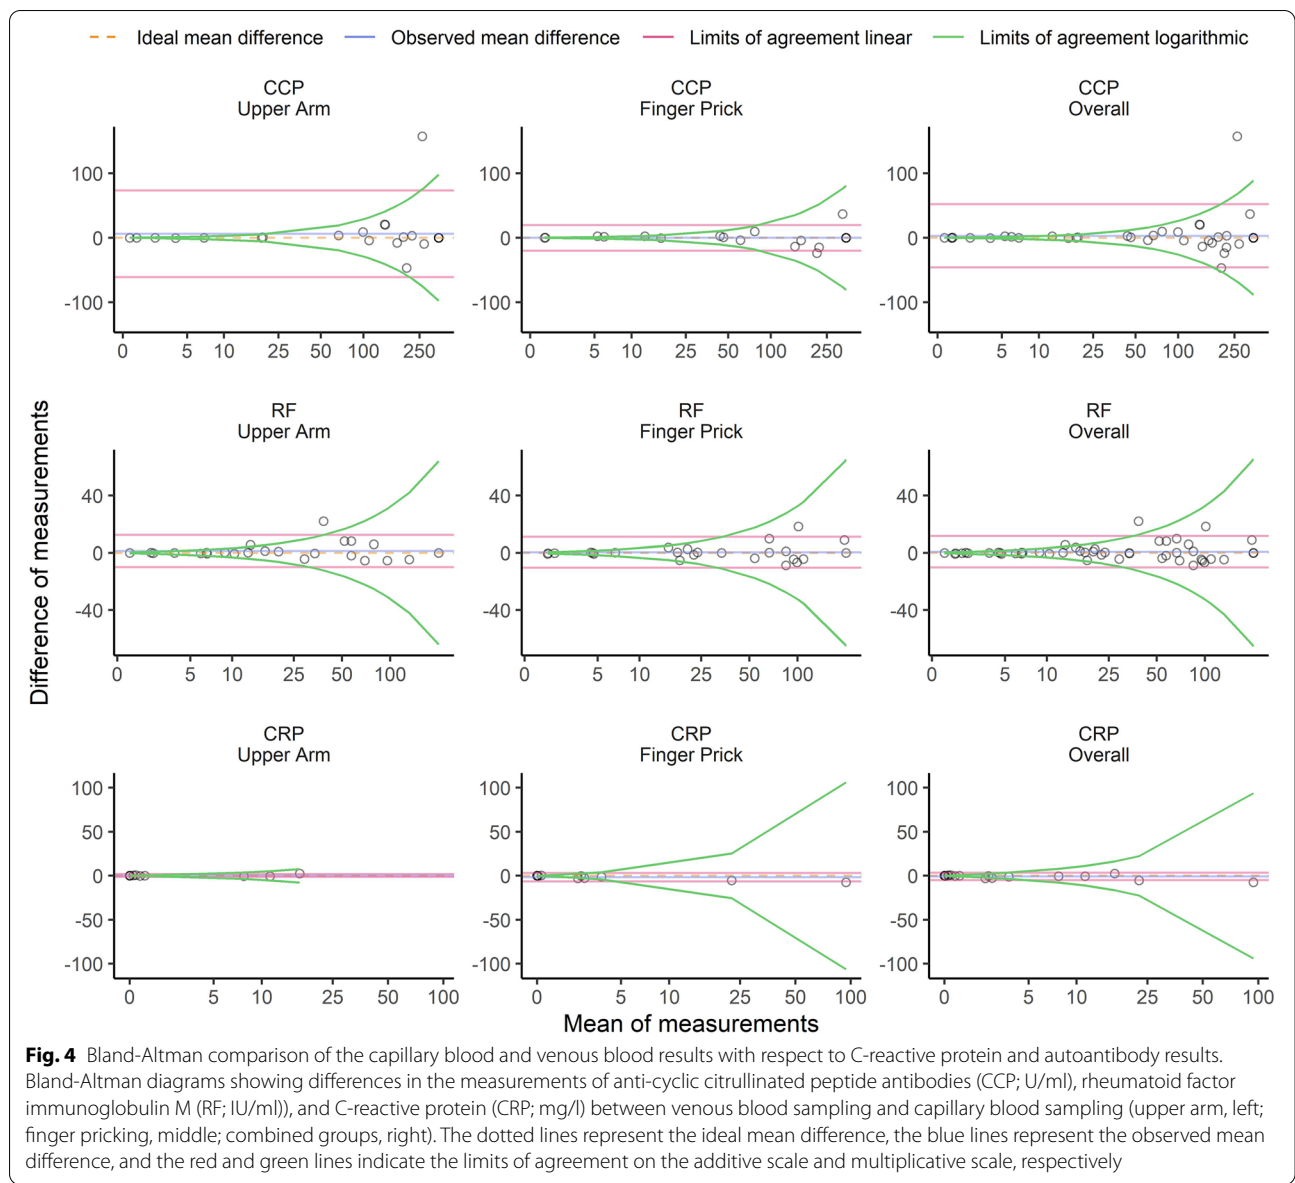 Ideal mean difference Observed mean difference Limits of agreement linear Limits of agreement logarithmic
CCP
Upper Arm
CCP
Finger Prick
CCP
Overall
100
0
-100
0 5 10 25 50 100 250
100
0
-100
0 5 10 25 50 100 250
100
0
-100
0 5 10 25 50 100 250
Difference of measurements
RF
Upper Arm
RF
Finger Prick
RF
Overall
40
0
-40
0 5 10 25 50 100
40
0
-40
0 5 10 25 50 100
40
0
-40
0 5 10 25 50 100
CRP
Upper Arm
CRP
Finger Prick
CRP
Overall
100
50
0
-50
-100
0 5 10 25 50 100
100
50
0
-50
-100
0 5 10 25 50 100
100
50
0
-50
-100
0 5 10 25 50 100
Mean of measurements
Fig. 4 Bland-Altman comparison of the capillary blood and venous blood results with respect to C-reactive protein and autoantibody results.
Bland-Altman diagrams showing differences in the measurements of anti-cyclic citrullinated peptide antibodies (CCP; U/ml), rheumatoid factor
immunoglobulin M (RF; IU/ml)), and C-reactive protein (CRP; mg/l) between venous blood sampling and capillary blood sampling (upper arm, left;
finger pricking, middle; combined groups, right). The dotted lines represent the ideal mean difference, the blue lines represent the observed mean
difference, and the red and green lines indicate the limits of agreement on the additive scale and multiplicative scale, respectively